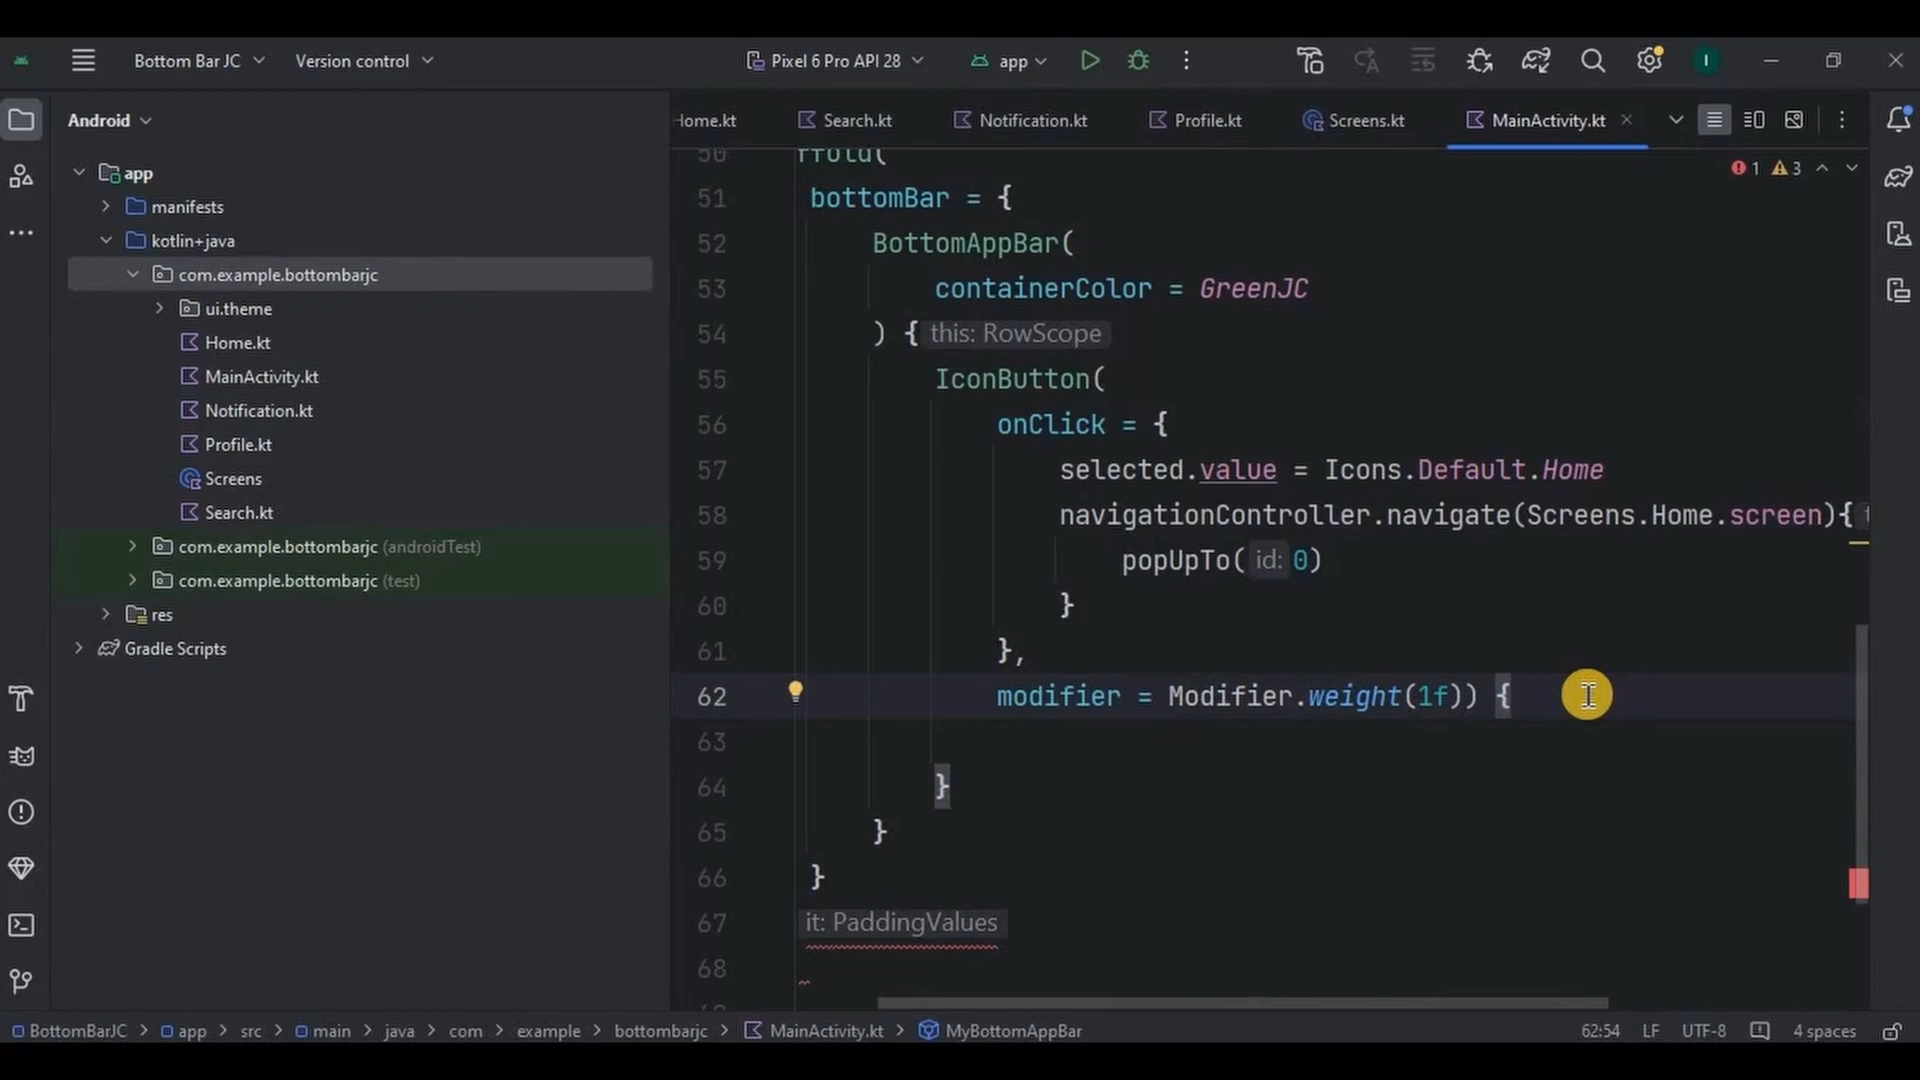 Bottom Bar JC
Version control
Pixel 6 Pro API 28
app
I
Android
Home.kt
Search.kt
Notification.kt
Profile.kt
Screens.kt
MainActivity.kt
1
3
app
manifests
kotlin+java
com.example.bottombarjc
ui.theme
Home.kt
MainActivity.kt
Notification.kt
Profile.kt
Screens
Search.kt
com.example.bottombarjc (androidTest)
com.example.bottombarjc (test)
res
Gradle Scripts
50 ffold(
51 bottomBar = {
52 BottomAppBar(
53 containerColor = GreenJC
54 ) { this: RowScope
55 IconButton(
56 onClick = {
57 selected.value = Icons.Default.Home
58 navigationController.navigate(Screens.Home.screen){
59 popUpTo( id: 0)
60 }
61 },
62 modifier = Modifier.weight(1f)) {
63
64 }
65 }
66 }
67 it: PaddingValues
68
BottomBarJC > app > src > main > java > com > example > bottombarjc > MainActivity.kt > MyBottomAppBar
62:54 LF UTF-8 4 spaces